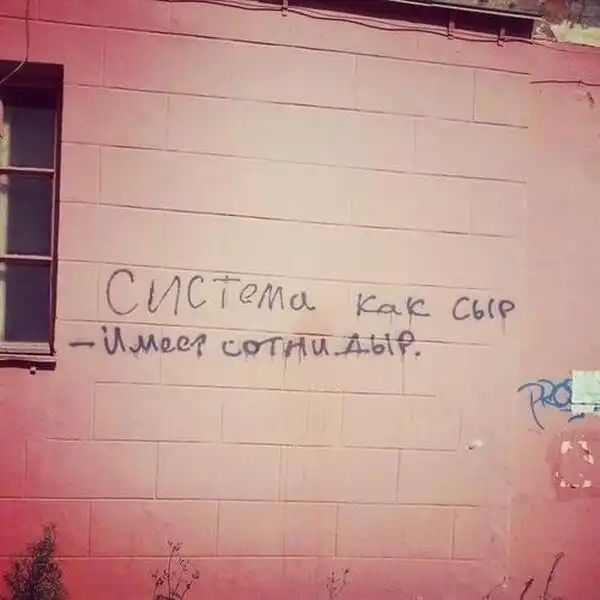 Система как сыр
- Имеет сотни дыр.